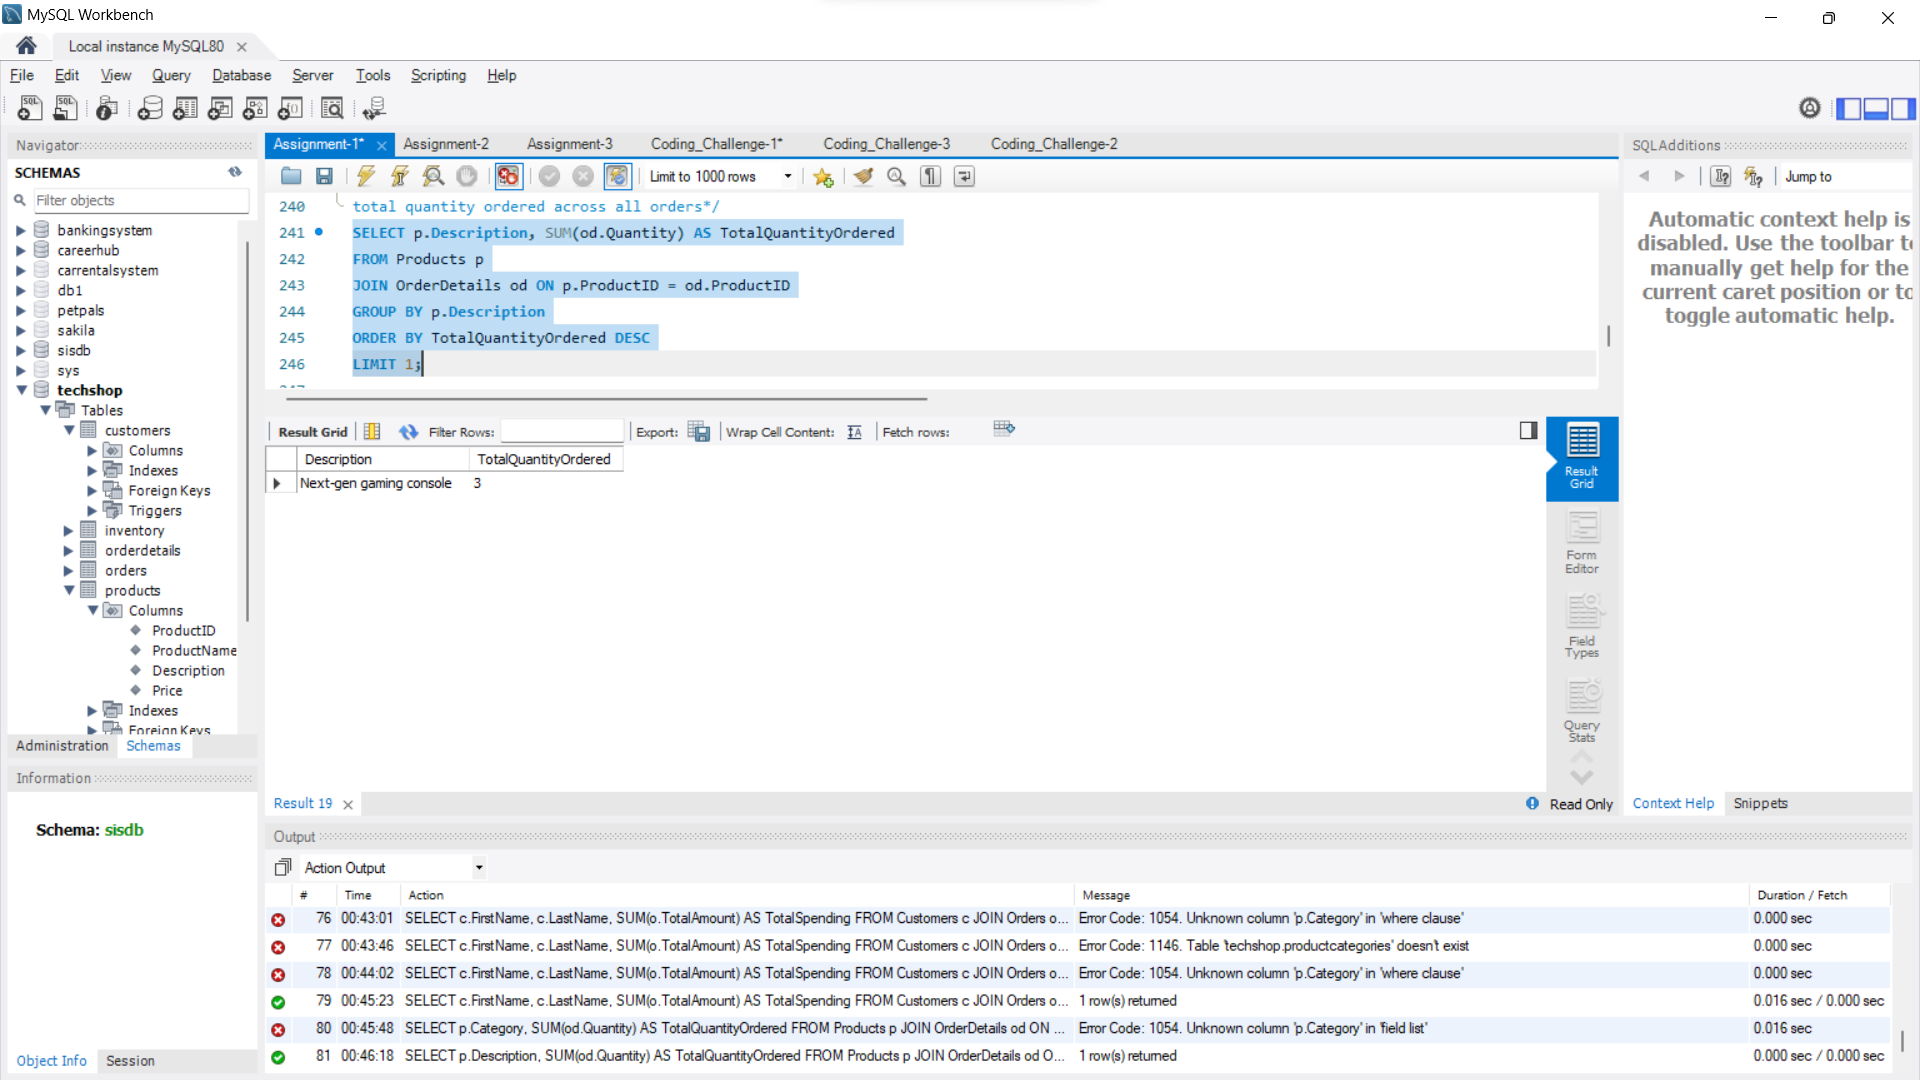 MySQL Workbench
Local instance MySQL80
File Edit View Query Database Server Tools Scripting Help
Navigator
SCHEMAS
Filter objects
bankingsystem
careerhub
carrentalsystem
db1
petpals
sakila
sisdb
sys
techshop
Tables
customers
Columns
Indexes
Foreign Keys
Triggers
inventory
orderdetails
orders
products
Columns
ProductID
ProductName
Description
Price
Indexes
Foreign Keys
Administration Schemas
Information
Schema: sisdb
Object Info Session
Assignment-1* Assignment-2 Assignment-3 Coding_Challenge-1* Coding_Challenge-3 Coding_Challenge-2
Limit to 1000 rows
240 total quantity ordered across all orders*/
241 SELECT p.Description, SUM(od.Quantity) AS TotalQuantityOrdered
242 FROM Products p
243 JOIN OrderDetails od ON p.ProductID = od.ProductID
244 GROUP BY p.Description
245 ORDER BY TotalQuantityOrdered DESC
246 LIMIT 1;
Result Grid Filter Rows: Export: Wrap Cell Content: Fetch rows:
Description TotalQuantityOrdered
Next-gen gaming console 3
Result Grid
Form Editor
Field Types
Query Stats
Result 19 Read Only
SQLAdditions
Jump to
Automatic context help is
disabled. Use the toolbar to
manually get help for the
current caret position or to
toggle automatic help.
Context Help Snippets
Output
Action Output
# Time Action Message Duration / Fetch
76 00:43:01 SELECT c.FirstName, c.LastName, SUM(o.TotalAmount) AS TotalSpending FROM Customers c JOIN Orders o... Error Code: 1054. Unknown column 'p.Category' in 'where clause' 0.000 sec
77 00:43:46 SELECT c.FirstName, c.LastName, SUM(o.TotalAmount) AS TotalSpending FROM Customers c JOIN Orders o... Error Code: 1146. Table 'techshop.productcategories' doesn't exist 0.000 sec
78 00:44:02 SELECT c.FirstName, c.LastName, SUM(o.TotalAmount) AS TotalSpending FROM Customers c JOIN Orders o... Error Code: 1054. Unknown column 'p.Category' in 'where clause' 0.000 sec
79 00:45:23 SELECT c.FirstName, c.LastName, SUM(o.TotalAmount) AS TotalSpending FROM Customers c JOIN Orders o... 1 row(s) returned 0.016 sec / 0.000 sec
80 00:45:48 SELECT p.Category, SUM(od.Quantity) AS TotalQuantityOrdered FROM Products p JOIN OrderDetails od ON ... Error Code: 1054. Unknown column 'p.Category' in 'field list' 0.016 sec
81 00:46:18 SELECT p.Description, SUM(od.Quantity) AS TotalQuantityOrdered FROM Products p JOIN OrderDetails od O... 1 row(s) returned 0.000 sec / 0.000 sec